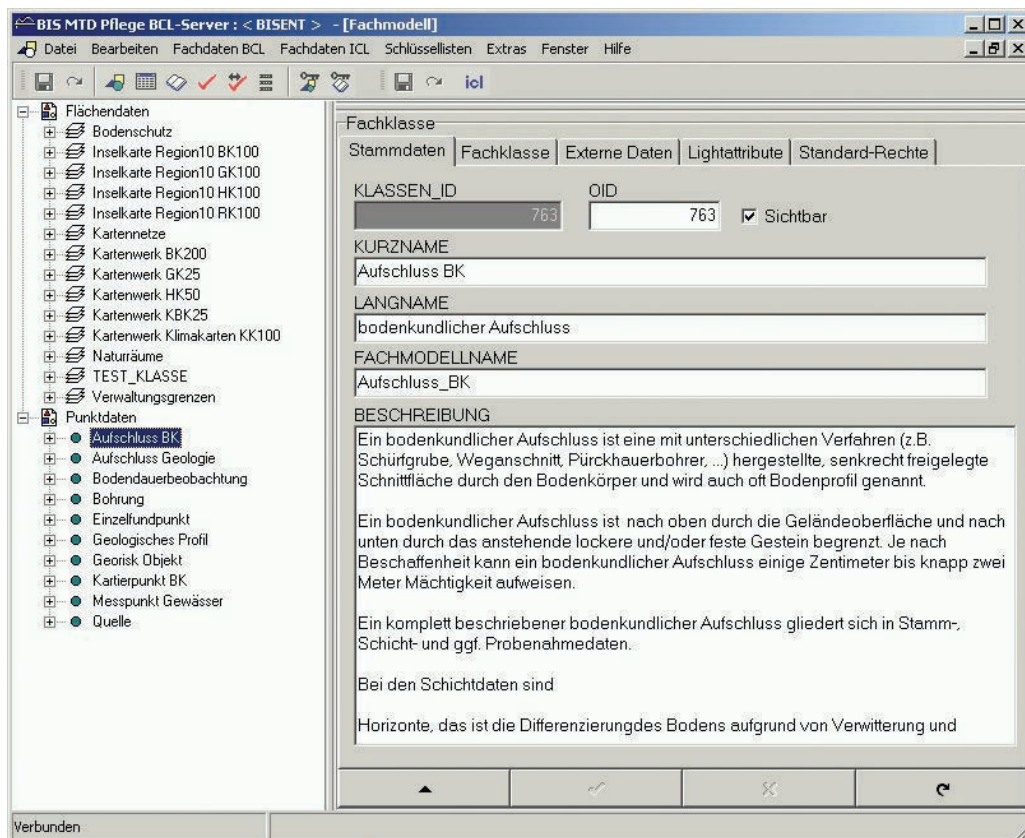 BIS MTD Pflege BCL-Server : < BISENT > - [Fachmodell]
Datei Bearbeiten Fachdaten BCL Fachdaten ICL Schlüssellisten Extras Fenster Hilfe
icl
Flächendaten
Bodenschutz
Inselkarte Region10 BK100
Inselkarte Region10 GK100
Inselkarte Region10 HK100
Inselkarte Region10 RK100
Kartennetze
Kartenwerk BK200
Kartenwerk GK25
Kartenwerk HK50
Kartenwerk KBK25
Kartenwerk Klimakarten KK100
Naturräume
TEST_KLASSE
Verwaltungsgrenzen
Punktdaten
Aufschluss BK
Aufschluss Geologie
Bodendauerbeobachtung
Bohrung
Einzelfundpunkt
Geologisches Profil
Georisk Objekt
Kartierpunkt BK
Messpunkt Gewässer
Quelle
Fachklasse
Stammdaten Fachklasse Externe Daten Lightattribute Standard-Rechte
KLASSEN_ID OID
763 763 Sichtbar
KURZNAME
Aufschluss BK
LANGNAME
bodenkundlicher Aufschluss
FACHMODELLNAME
Aufschluss_BK
BESCHREIBUNG
Ein bodenkundlicher Aufschluss ist eine mit unterschiedlichen Verfahren (z.B.
Schürfgrube, Weganschnitt, Pürckhauerbohrer, ...) hergestellte, senkrecht freigelegte
Schnittfläche durch den Bodenkörper und wird auch oft Bodenprofil genannt.
Ein bodenkundlicher Aufschluss ist nach oben durch die Geländeoberfläche und nach
unten durch das anstehende lockere und/oder feste Gestein begrenzt. Je nach
Beschaffenheit kann ein bodenkundlicher Aufschluss einige Zentimeter bis knapp zwei
Meter Mächtigkeit aufweisen.
Ein komplett beschriebener bodenkundlicher Aufschluss gliedert sich in Stamm-,
Schicht- und ggf. Probenahmedaten.
Bei den Schichtdaten sind
Horizonte, das ist die Differenzierungdes Bodens aufgrund von Verwitterung und
Verbunden